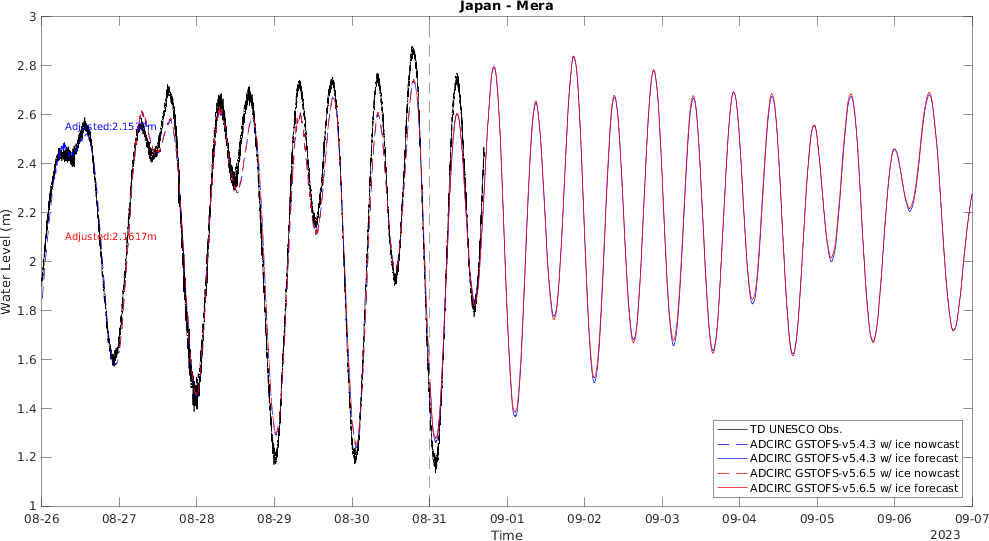 Japan - Mera
3
2.8
2.6
2.4
2.2
2
1.8
1.6
1.4
1.2
1
Water Level (m)
Adjusted:2.1617m
08-26
08-27
08-28
08-29
08-30
08-31
09-01
09-02
09-03
09-04
09-05
09-06
09-07
Time
2023
TD UNESCO Obs.
ADCIRC GSTOFS-v5.4.3 w/ ice nowcast
ADCIRC GSTOFS-v5.4.3 w/ ice forecast
ADCIRC GSTOFS-v5.6.5 w/ ice nowcast
ADCIRC GSTOFS-v5.6.5 w/ ice forecast